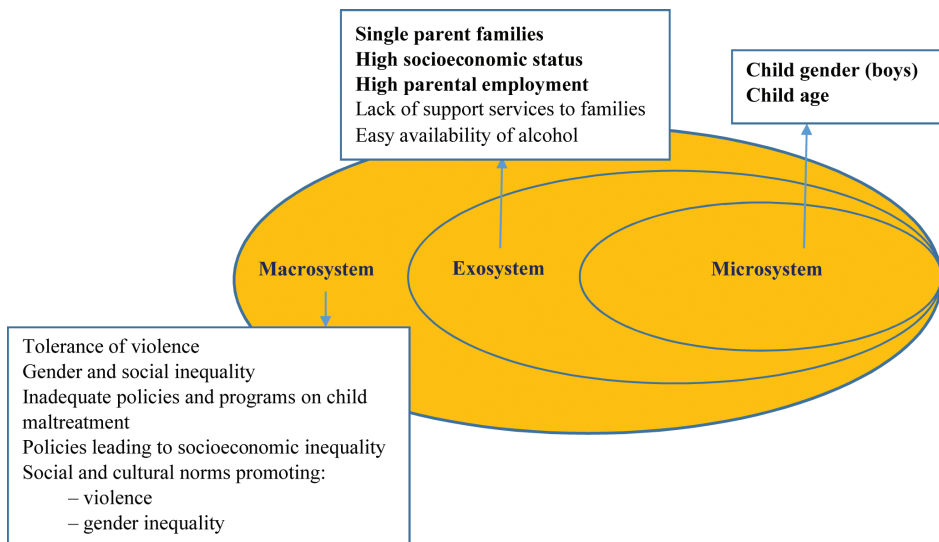 Single parent families
High socioeconomic status
High parental employment
Lack of support services to families
Easy availability of alcohol
Child gender (boys)
Child age
Macrosystem
Exosystem
Microsystem
Tolerance of violence
Gender and social inequality
Inadequate policies and programs on child
maltreatment
Policies leading to socioeconomic inequality
Social and cultural norms promoting:
– violence
– gender inequality